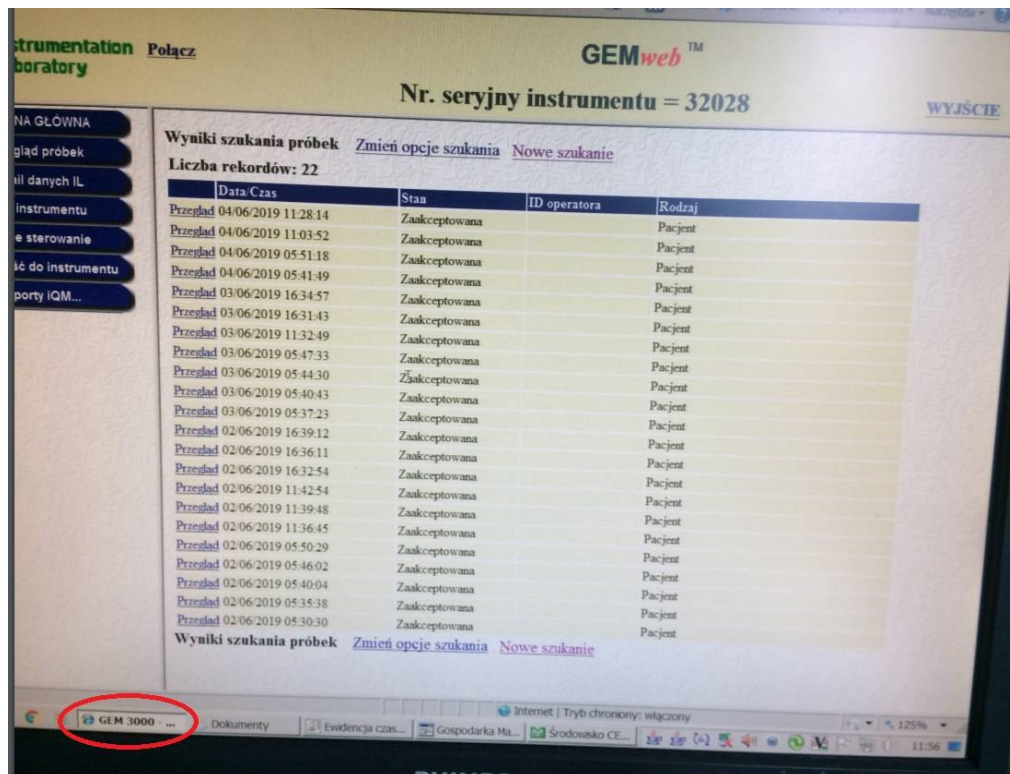 strumentation Połącz
boratory
GEMweb ™
Nr. seryjny instrumentu = 32028
WYJŚCIE
NA GŁÓWNA
gląd próbek
il danych IL
instrumentu
e sterowanie
ść do instrumentu
porty iQM...
Wyniki szukania próbek Zmień opcje szukania Nowe szukanie
Liczba rekordów: 22
Data/Czas Stan ID operatora Rodzaj
Przegląd 04/06/2019 11:28:14 Zaakceptowana Pacjent
Przegląd 04/06/2019 11:03:52 Zaakceptowana Pacjent
Przegląd 04/06/2019 05:51:18 Zaakceptowana Pacjent
Przegląd 04/06/2019 05:41:49 Zaakceptowana Pacjent
Przegląd 03/06/2019 16:34:57 Zaakceptowana Pacjent
Przegląd 03/06/2019 16:31:43 Zaakceptowana Pacjent
Przegląd 03/06/2019 11:32:49 Zaakceptowana Pacjent
Przegląd 03/06/2019 05:47:33 Zaakceptowana Pacjent
Przegląd 03/06/2019 05:44:30 Zaakceptowana Pacjent
Przegląd 03/06/2019 05:40:43 Zaakceptowana Pacjent
Przegląd 03/06/2019 05:37:23 Zaakceptowana Pacjent
Przegląd 02/06/2019 16:39:12 Zaakceptowana Pacjent
Przegląd 02/06/2019 16:36:11 Zaakceptowana Pacjent
Przegląd 02/06/2019 16:32:54 Zaakceptowana Pacjent
Przegląd 02/06/2019 11:42:54 Zaakceptowana Pacjent
Przegląd 02/06/2019 11:39:48 Zaakceptowana Pacjent
Przegląd 02/06/2019 11:36:45 Zaakceptowana Pacjent
Przegląd 02/06/2019 05:50:29 Zaakceptowana Pacjent
Przegląd 02/06/2019 05:46:02 Zaakceptowana Pacjent
Przegląd 02/06/2019 05:40:04 Zaakceptowana Pacjent
Przegląd 02/06/2019 05:35:38 Zaakceptowana Pacjent
Przegląd 02/06/2019 05:30:30 Zaakceptowana Pacjent
Wyniki szukania próbek Zmień opcje szukania Nowe szukanie
Internet | Tryb chroniony: włączony
125%
GEM 3000 - ... Dokumenty Ewidencja czas... Gospodarka Ma... Środowisko CE... 11:56